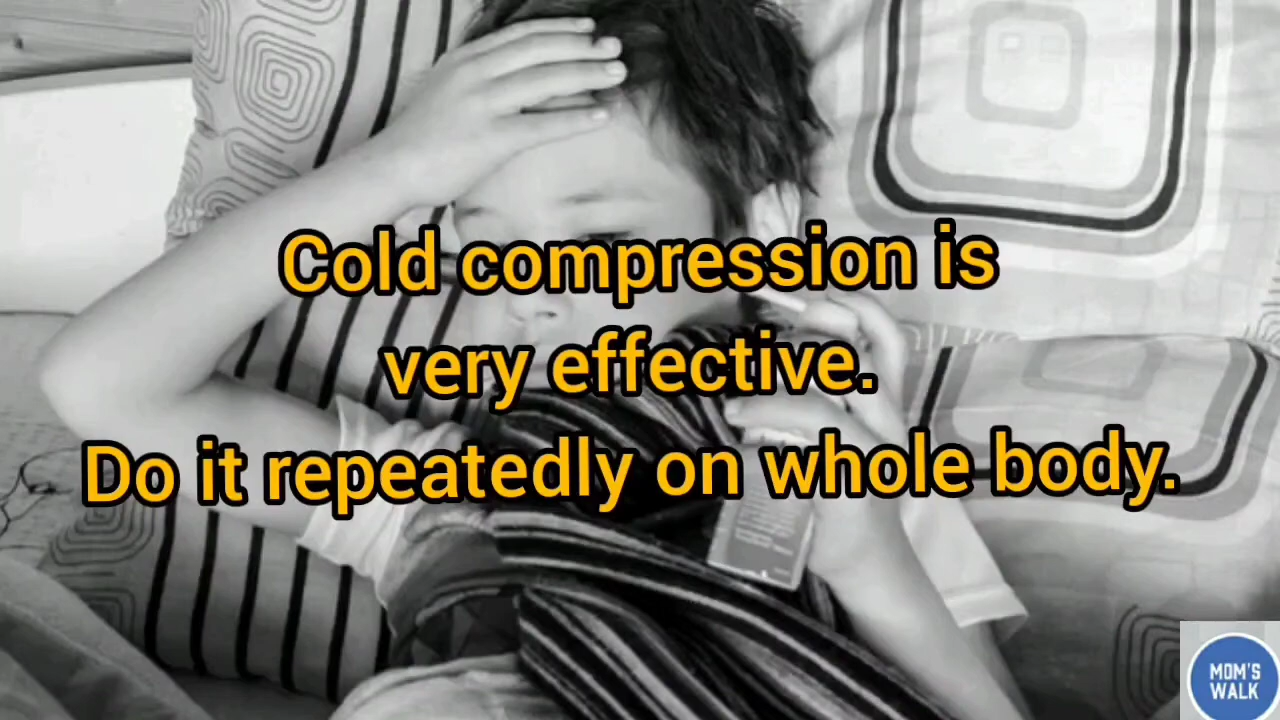 Cold compression is
very effective.
Do it repeatedly on whole body.
MOM'S
WALK